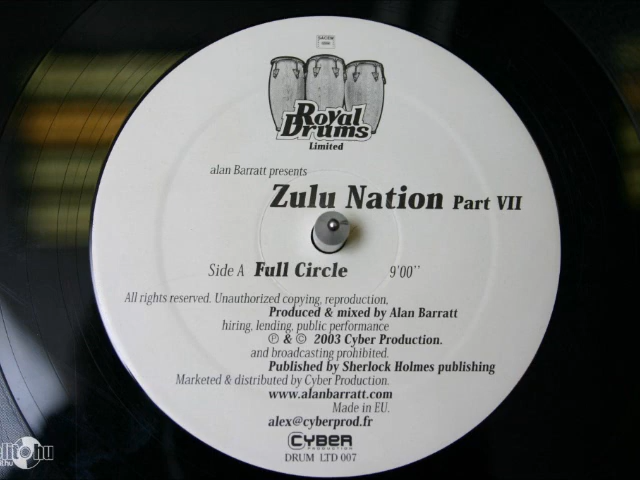 SACEM
Royal
Drums
Limited
alan Barratt presents
Zulu Nation Part VII
Side A Full Circle 9'00''
All rights reserved. Unauthorized copying, reproduction,
Produced & mixed by Alan Barratt
hiring, lending, public performance
℗ & © 2003 Cyber Production.
and broadcasting prohibited.
Published by Sherlock Holmes publishing
Marketed & distributed by Cyber Production.
www.alanbarratt.com
Made in EU.
alex@cyberprod.fr
CYBER
PRODUCTION
DRUM LTD 007